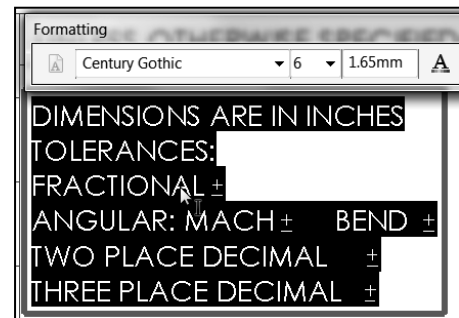 Formatting
Century Gothic 6 1.65mm A
DIMENSIONS ARE IN INCHES
TOLERANCES:
FRACTIONAL ±
ANGULAR: MACH ± BEND ±
TWO PLACE DECIMAL ±
THREE PLACE DECIMAL ±